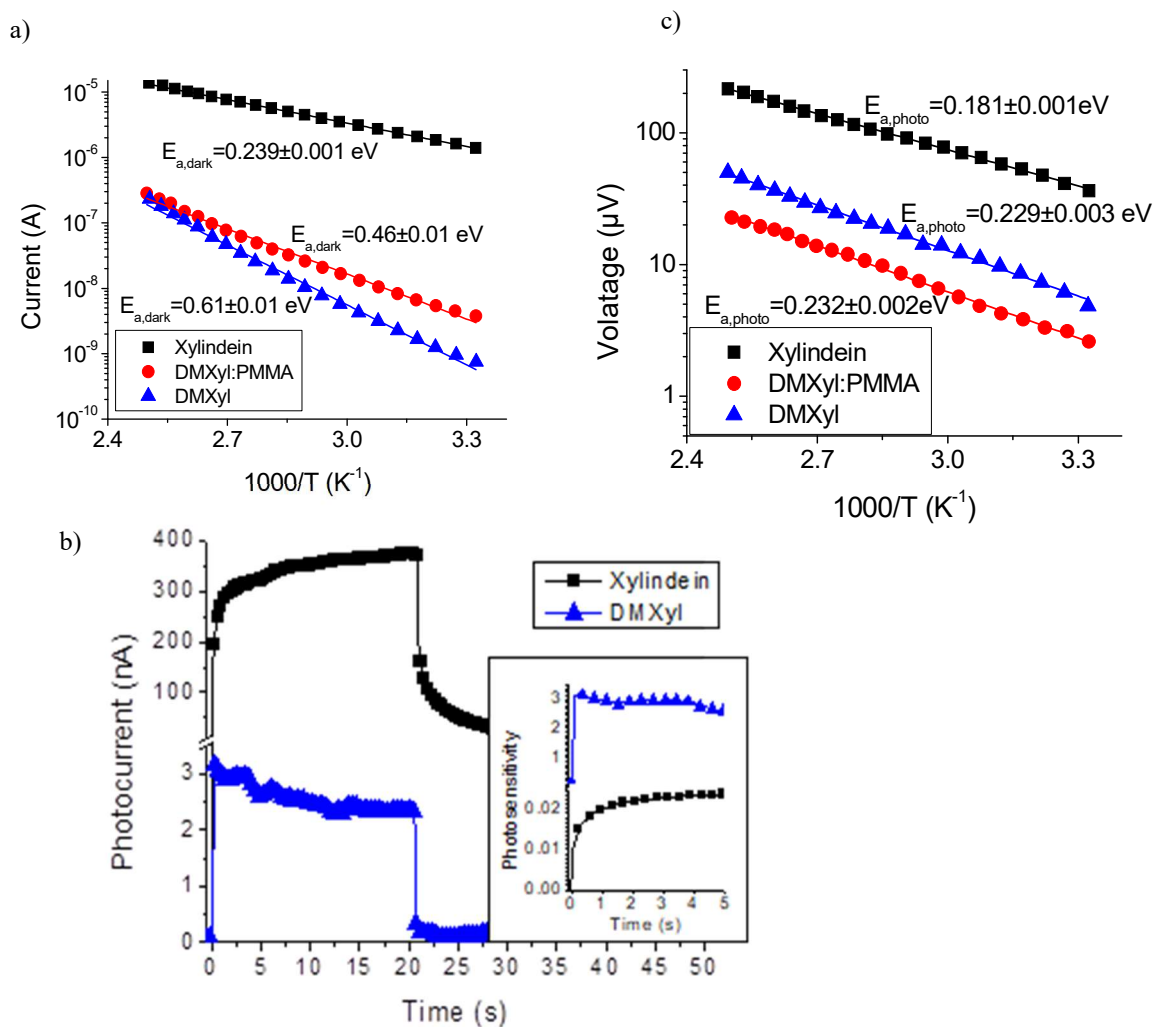 a)
10^-5
10^-6
10^-7
10^-8
10^-9
10^-10
Current (A)
E_a,dark=0.239±0.001 eV
E_a,dark=0.46±0.01 eV
E_a,dark=0.61±0.01 eV
Xylindein
DMXyl:PMMA
DMXyl
2.4 2.7 3.0 3.3
1000/T (K^-1)
c)
100
10
1
Volatage (µV)
E_a,photo=0.181±0.001eV
E_a,photo=0.229±0.003 eV
E_a,photo=0.232±0.002eV
Xylindein
DMXyl:PMMA
DMXyl
2.4 2.7 3.0 3.3
1000/T (K^-1)
b)
400
300
200
100
3
2
1
0
Photocurrent (nA)
Xylindein
DMXyl
3
2
1
0.02
0.01
0.00
Photosensitivity
0 1 2 3 4 5
Time (s)
0 5 10 15 20 25 30 35 40 45 50
Time (s)